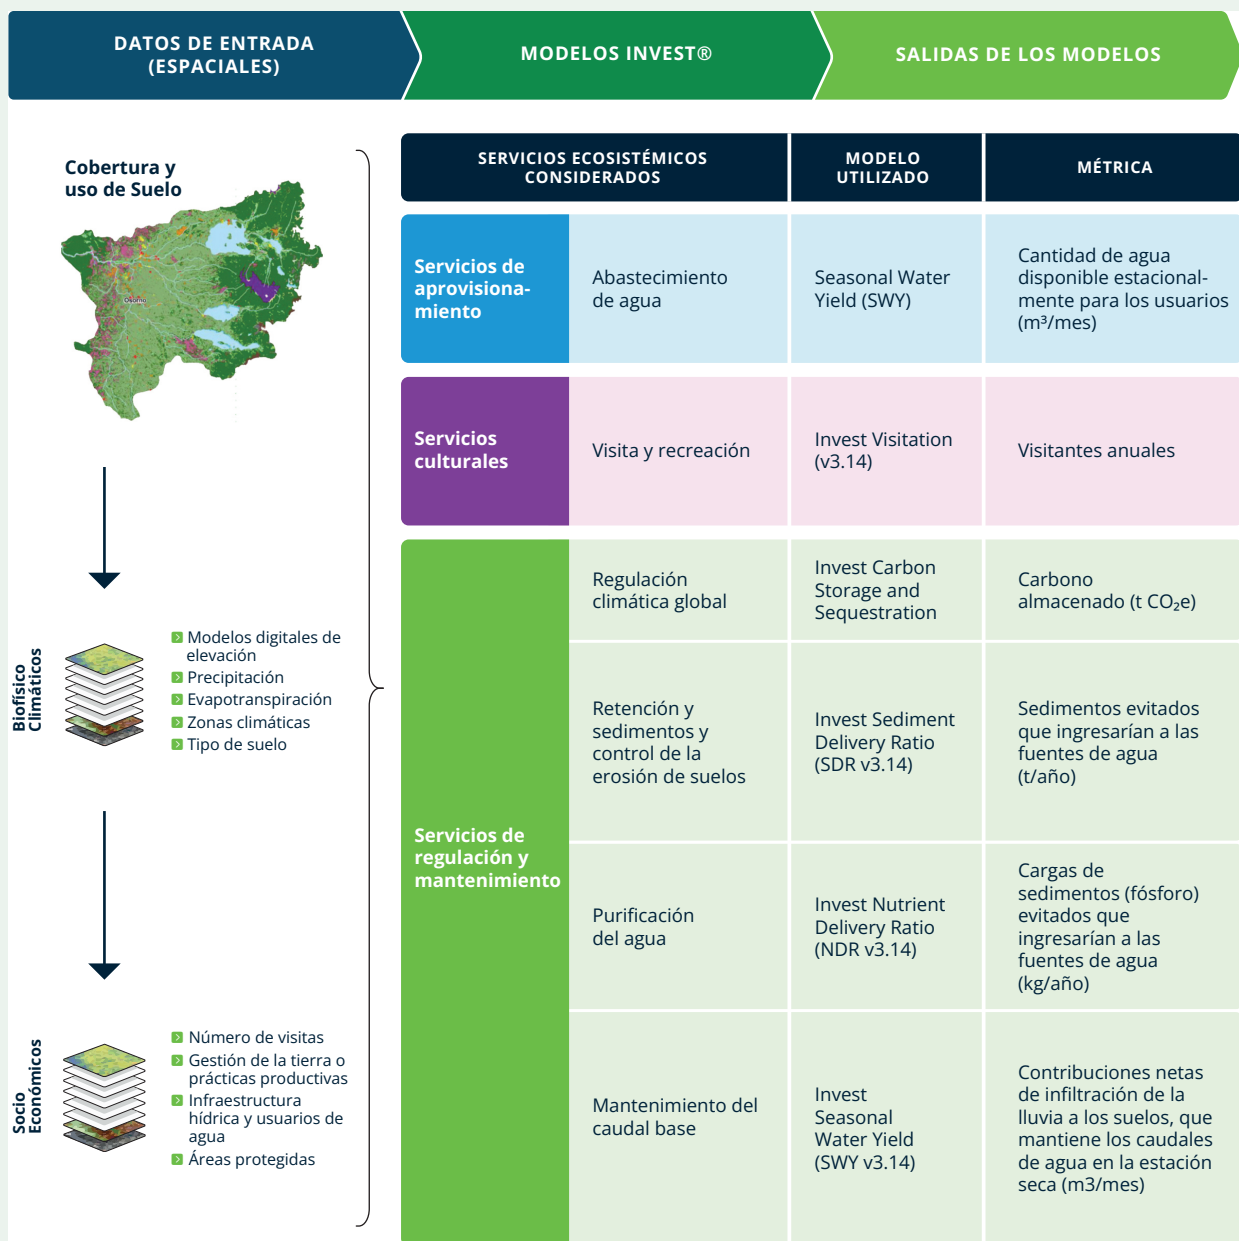 DATOS DE ENTRADA
(ESPACIALES)
MODELOS INVEST®
SALIDAS DE LOS MODELOS
Cobertura y
uso de Suelo
Biofísico
Climáticos
Modelos digitales de
elevación
Precipitación
Evapotranspiración
Zonas climáticas
Tipo de suelo
Socio
Económicos
Número de visitas
Gestión de la tierra o
prácticas productivas
Infraestructura
hídrica y usuarios de
agua
Áreas protegidas
SERVICIOS ECOSISTÉMICOS
CONSIDERADOS
MODELO
UTILIZADO
MÉTRICA
Servicios de
aprovisiona-
miento
Abastecimiento
de agua
Seasonal Water
Yield (SWY)
Cantidad de agua
disponible estacional-
mente para los usuarios
(m³/mes)
Servicios
culturales
Visita y recreación
Invest Visitation
(v3.14)
Visitantes anuales
Servicios de
regulación y
mantenimiento
Regulación
climática global
Invest Carbon
Storage and
Sequestration
Carbono
almacenado (t CO₂e)
Retención y
sedimentos y
control de la
erosión de suelos
Invest Sediment
Delivery Ratio
(SDR v3.14)
Sedimentos evitados
que ingresarían a las
fuentes de agua
(t/año)
Purificación
del agua
Invest Nutrient
Delivery Ratio
(NDR v3.14)
Cargas de
sedimentos (fósforo)
evitados que
ingresarían a las
fuentes de agua
(kg/año)
Mantenimiento del
caudal base
Invest
Seasonal
Water Yield
(SWY v3.14)
Contribuciones netas
de infiltración de la
lluvia a los suelos, que
mantiene los caudales
de agua en la estación
seca (m3/mes)